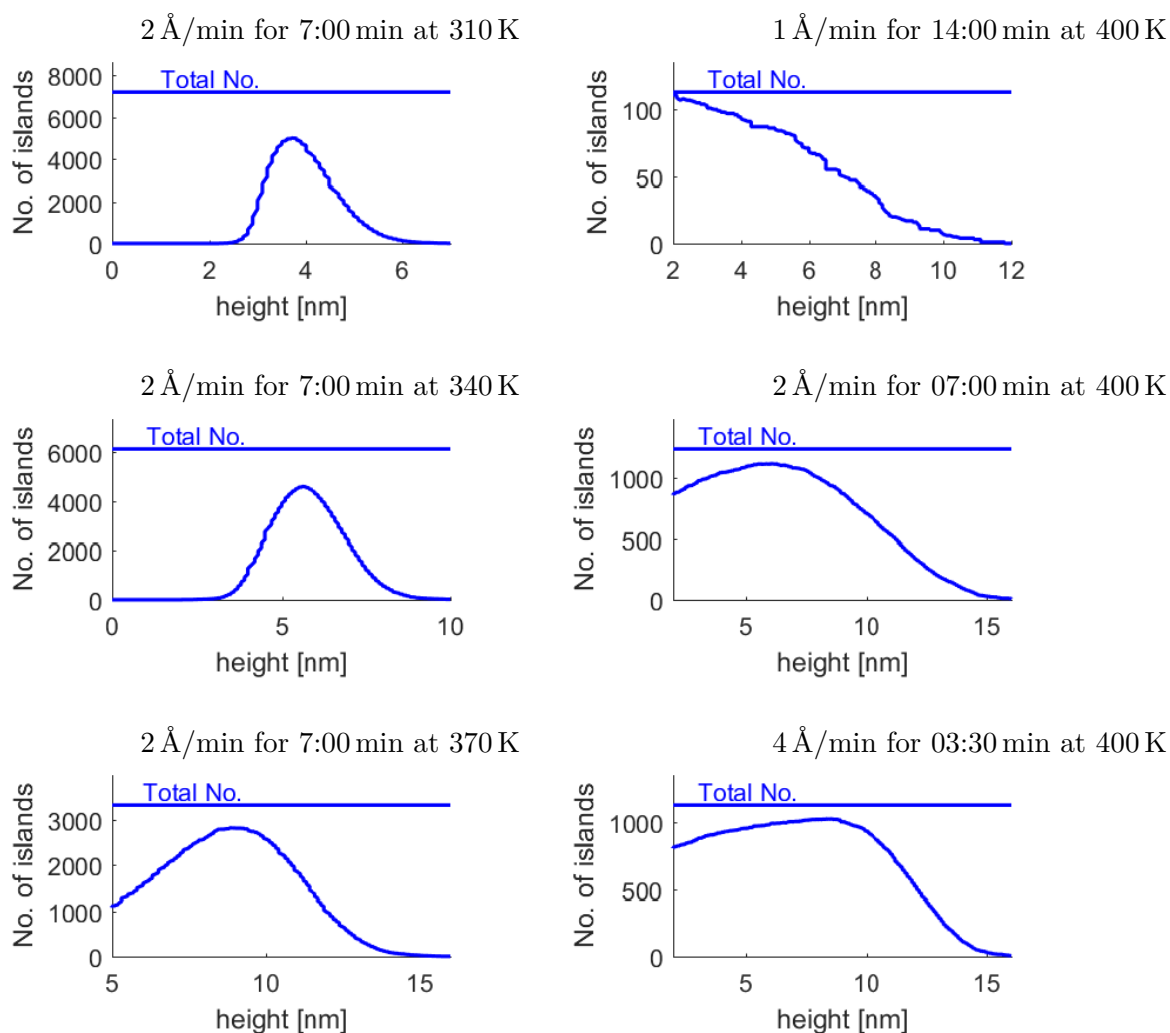 2 Å/min for 7:00 min at 310 K
8000
6000
4000
2000
0
No. of islands
Total No.
0 2 4 6
height [nm]
1 Å/min for 14:00 min at 400 K
100
50
0
No. of islands
Total No.
2 4 6 8 10 12
height [nm]
2 Å/min for 7:00 min at 340 K
6000
4000
2000
0
No. of islands
Total No.
0 5 10
height [nm]
2 Å/min for 07:00 min at 400 K
1000
500
0
No. of islands
Total No.
5 10 15
height [nm]
2 Å/min for 7:00 min at 370 K
3000
2000
1000
0
No. of islands
Total No.
5 10 15
height [nm]
4 Å/min for 03:30 min at 400 K
1000
500
0
No. of islands
Total No.
5 10 15
height [nm]